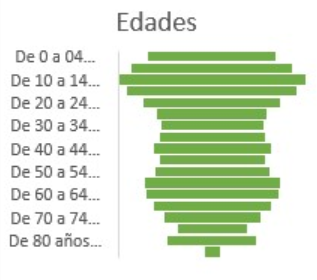 Edades
De 0 a 04...
De 10 a 14...
De 20 a 24...
De 30 a 34...
De 40 a 44...
De 50 a 54...
De 60 a 64...
De 70 a 74...
De 80 años...